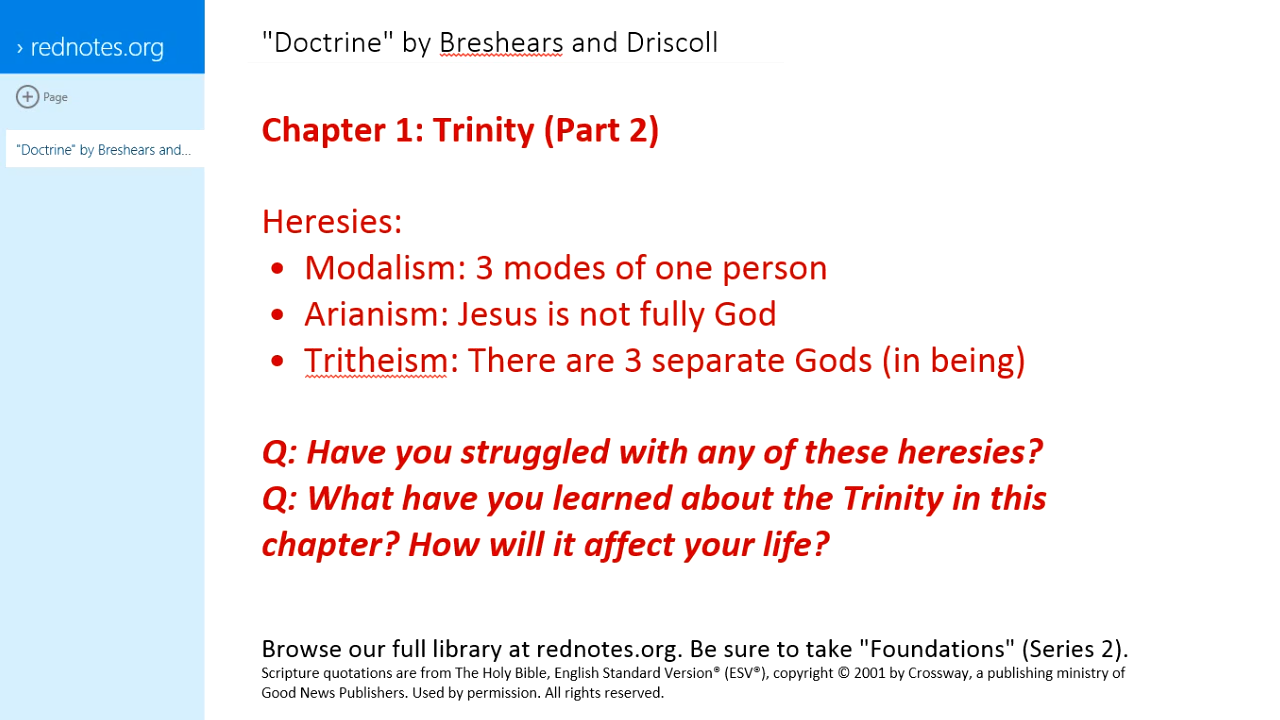 › rednotes.org
Page
"Doctrine" by Breshears and...
"Doctrine" by Breshears and Driscoll
Chapter 1: Trinity (Part 2)
Heresies:
• Modalism: 3 modes of one person
• Arianism: Jesus is not fully God
• Tritheism: There are 3 separate Gods (in being)
Q: Have you struggled with any of these heresies?
Q: What have you learned about the Trinity in this
chapter? How will it affect your life?
Browse our full library at rednotes.org. Be sure to take "Foundations" (Series 2).
Scripture quotations are from The Holy Bible, English Standard Version® (ESV®), copyright © 2001 by Crossway, a publishing ministry of
Good News Publishers. Used by permission. All rights reserved.